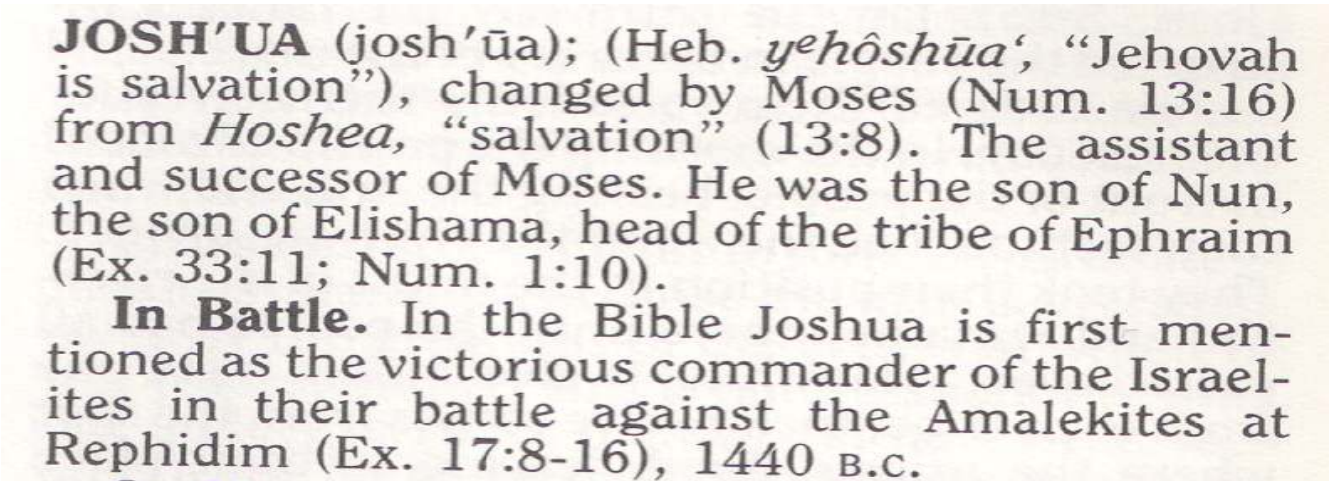 JOSH′UA (josh′ūa); (Heb. yᵉhôshūa‘, “Jehovah
is salvation”), changed by Moses (Num. 13:16)
from Hoshea, “salvation” (13:8). The assistant
and successor of Moses. He was the son of Nun,
the son of Elishama, head of the tribe of Ephraim
(Ex. 33:11; Num. 1:10).
In Battle. In the Bible Joshua is first men-
tioned as the victorious commander of the Israel-
ites in their battle against the Amalekites at
Rephidim (Ex. 17:8-16), 1440 B.C.